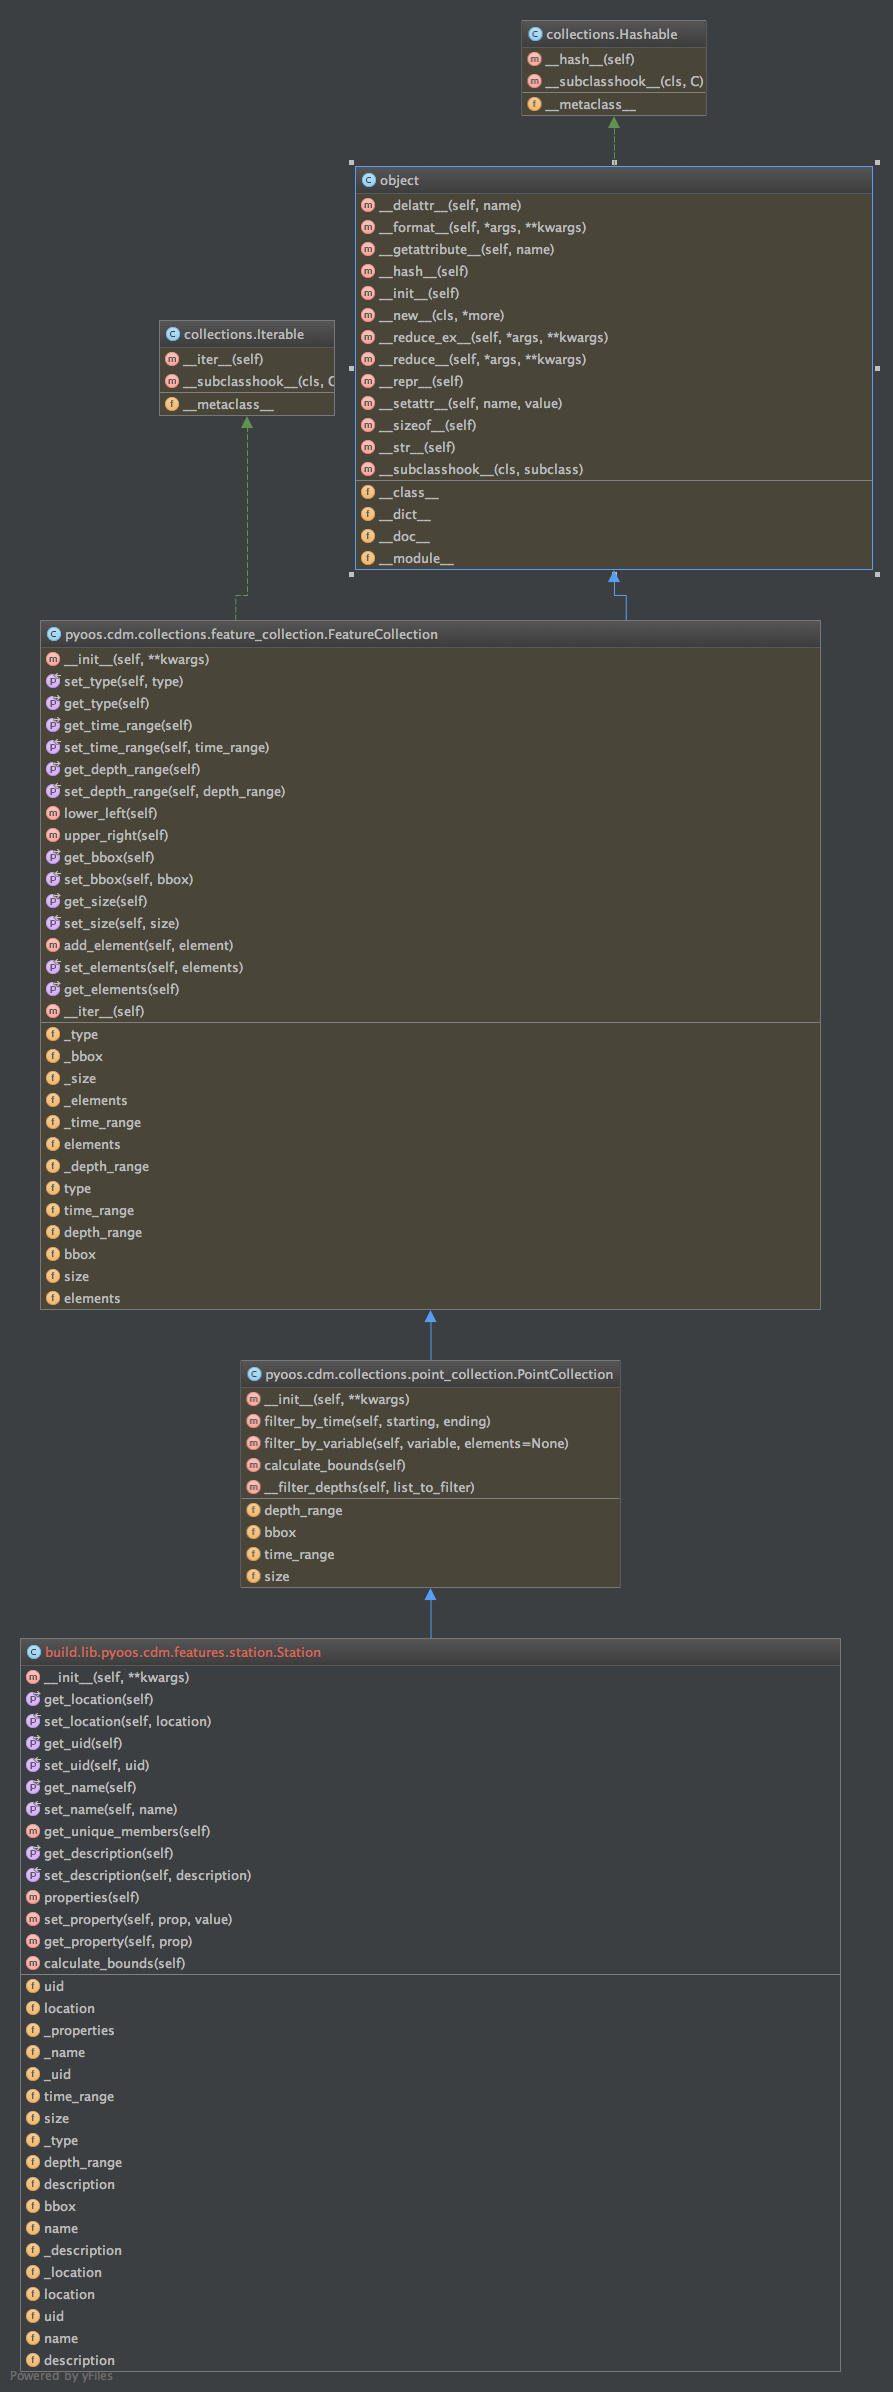 collections.Hashable
__hash__(self)
__subclasshook__(cls, C)
__metaclass__
object
__delattr__(self, name)
__format__(self, *args, **kwargs)
__getattribute__(self, name)
__hash__(self)
__init__(self)
__new__(cls, *more)
__reduce_ex__(self, *args, **kwargs)
__reduce__(self, *args, **kwargs)
__repr__(self)
__setattr__(self, name, value)
__sizeof__(self)
__str__(self)
__subclasshook__(cls, subclass)
__class__
__dict__
__doc__
__module__
collections.Iterable
__iter__(self)
__subclasshook__(cls, C
__metaclass__
pyoos.cdm.collections.feature_collection.FeatureCollection
__init__(self, **kwargs)
set_type(self, type)
get_type(self)
get_time_range(self)
set_time_range(self, time_range)
get_depth_range(self)
set_depth_range(self, depth_range)
lower_left(self)
upper_right(self)
get_bbox(self)
set_bbox(self, bbox)
get_size(self)
set_size(self, size)
add_element(self, element)
set_elements(self, elements)
get_elements(self)
__iter__(self)
_type
_bbox
_size
_elements
_time_range
elements
_depth_range
type
time_range
depth_range
bbox
size
elements
pyoos.cdm.collections.point_collection.PointCollection
__init__(self, **kwargs)
filter_by_time(self, starting, ending)
filter_by_variable(self, variable, elements=None)
calculate_bounds(self)
__filter_depths(self, list_to_filter)
depth_range
bbox
time_range
size
build.lib.pyoos.cdm.features.station.Station
__init__(self, **kwargs)
get_location(self)
set_location(self, location)
get_uid(self)
set_uid(self, uid)
get_name(self)
set_name(self, name)
get_unique_members(self)
get_description(self)
set_description(self, description)
properties(self)
set_property(self, prop, value)
get_property(self, prop)
calculate_bounds(self)
uid
location
_properties
_name
_uid
time_range
size
_type
depth_range
description
bbox
name
_description
_location
location
uid
name
description
Powered by yFiles